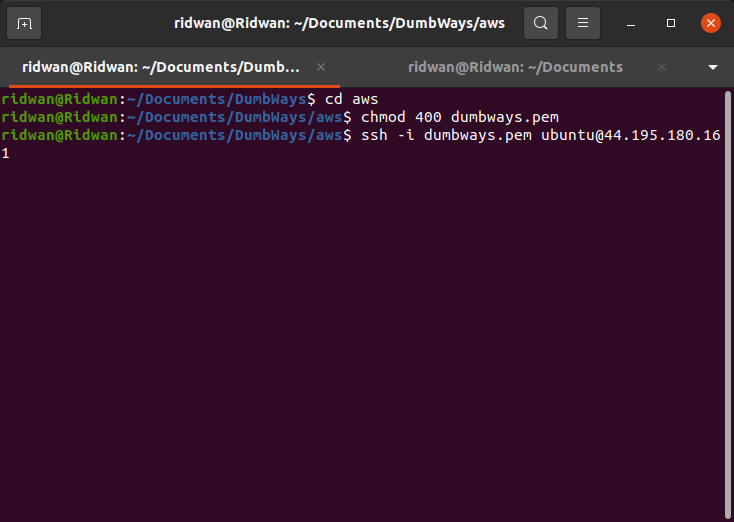 ridwan@Ridwan: ~/Documents/DumbWays/aws
ridwan@Ridwan: ~/Documents/Dumb...
ridwan@Ridwan: ~/Documents
ridwan@Ridwan:~/Documents/DumbWays$ cd aws
ridwan@Ridwan:~/Documents/DumbWays/aws$ chmod 400 dumbways.pem
ridwan@Ridwan:~/Documents/DumbWays/aws$ ssh -i dumbways.pem ubuntu@44.195.180.16
1